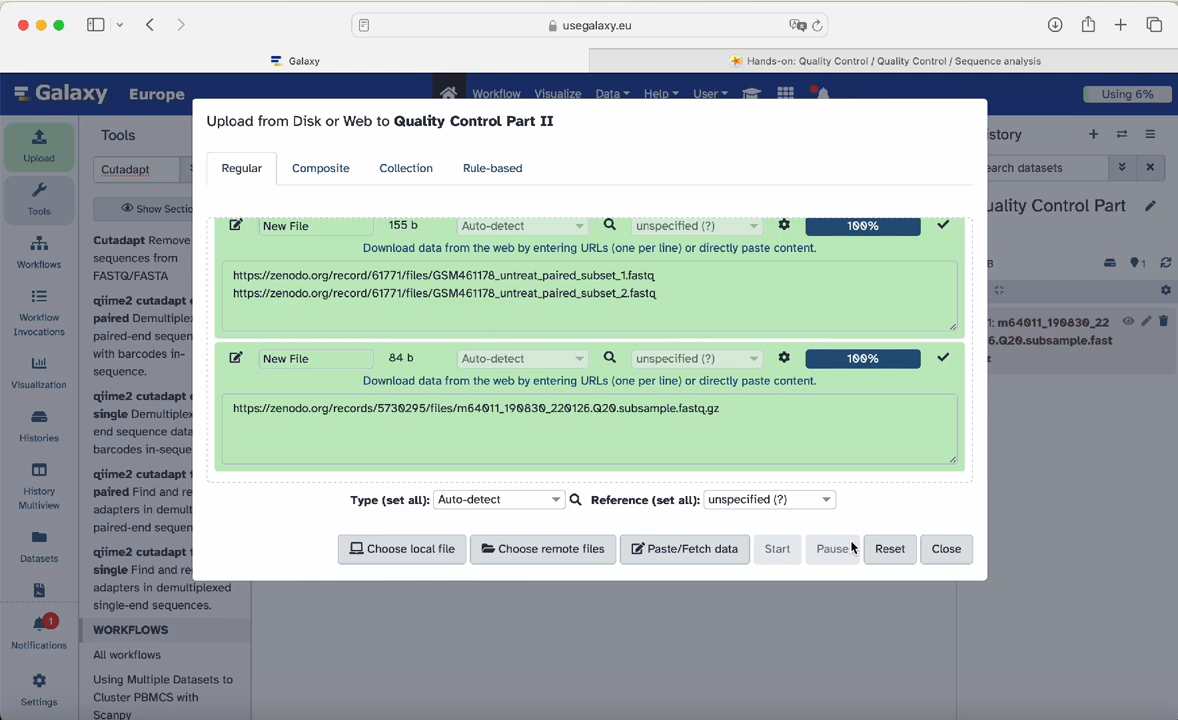 usegalaxy.eu
Galaxy
Hands-on: Quality Control / Quality Control / Sequence analysis
Galaxy Europe
Workflow Visualize Data Help User
Using 6%
Upload
Tools
Workflows
Workflow
Invocations
Visualization
Histories
History
Multiview
Datasets
1
Notifications
Settings
Tools
Cutadapt
Show Sectio
Cutadapt Remove
sequences from
FASTQ/FASTA
qiime2 cutadapt
paired Demultiple
paired-end sequen
with barcodes in-
sequence.
qiime2 cutadapt
single Demultiplex
end sequence data
barcodes in-seque
qiime2 cutadapt t
paired Find and re
adapters in demult
paired-end sequen
qiime2 cutadapt t
single Find and re
adapters in demultiplexed
single-end sequences.
WORKFLOWS
All workflows
Using Multiple Datasets to
Cluster PBMCS with
Scanpy
Upload from Disk or Web to Quality Control Part II
Regular Composite Collection Rule-based
New File 155 b Auto-detect unspecified (?) 100%
Download data from the web by entering URLs (one per line) or directly paste content.
https://zenodo.org/record/61771/files/GSM461178_untreat_paired_subset_1.fastq
https://zenodo.org/record/61771/files/GSM461178_untreat_paired_subset_2.fastq
New File 84 b Auto-detect unspecified (?) 100%
Download data from the web by entering URLs (one per line) or directly paste content.
https://zenodo.org/records/5730295/files/m64011_190830_220126.Q20.subsample.fastq.gz
Type (set all): Auto-detect Reference (set all): unspecified (?)
Choose local file Choose remote files Paste/Fetch data Start Pause Reset Close
story
earch datasets
uality Control Part
B 1
1: m64011_190830_22
6.Q20.subsample.fast
z